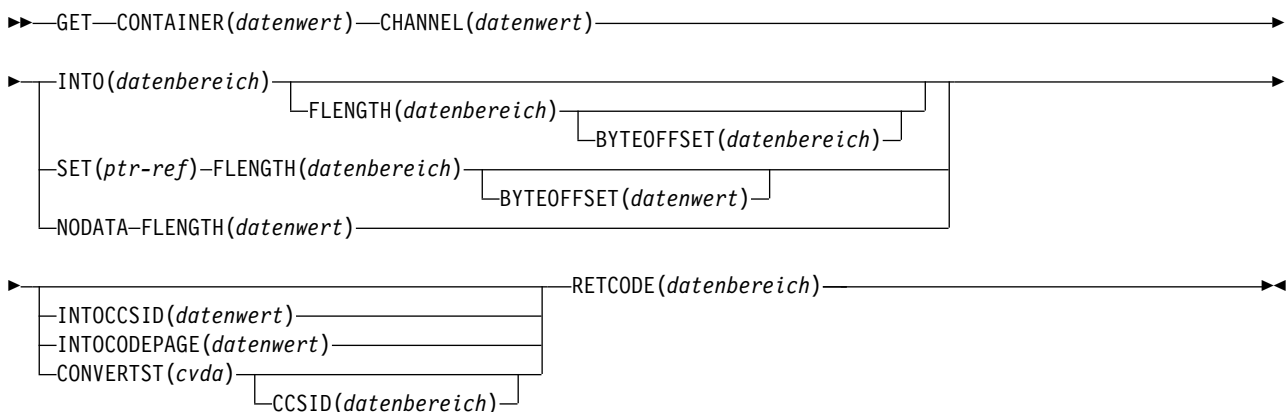 GET CONTAINER(datenwert) CHANNEL(datenwert)
INTO(datenbereich)
FLENGTH(datenbereich)
BYTEOFFSET(datenbereich)
SET(ptr-ref) FLENGTH(datenbereich)
BYTEOFFSET(datenwert)
NODATA FLENGTH(datenwert)
RETCODE(datenbereich)
INTOCCSID(datenwert)
INTOCODEPAGE(datenwert)
CONVERTST(cvda)
CCSID(datenbereich)